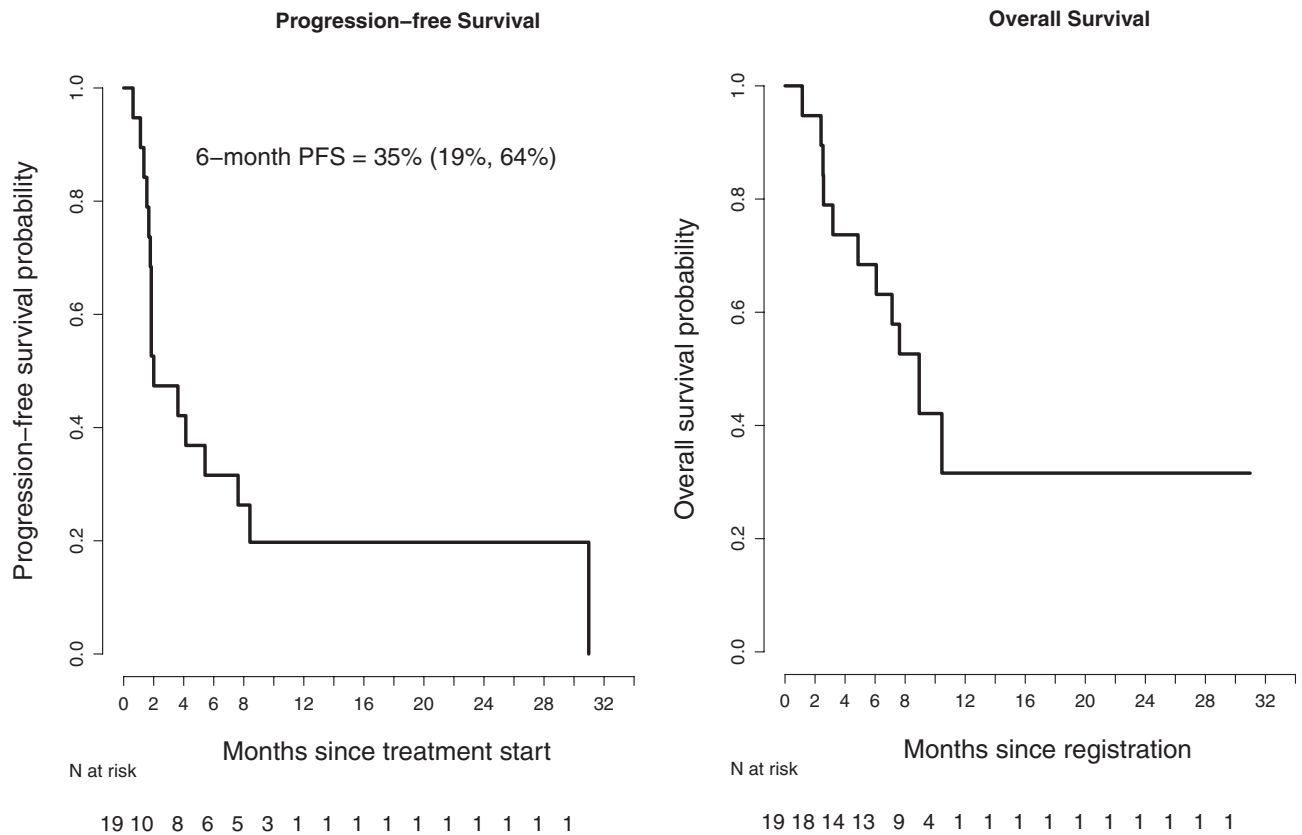 Progression–free Survival
6–month PFS = 35% (19%, 64%)
Progression–free survival probability
1.0
0.8
0.6
0.4
0.2
0.0
0 2 4 6 8 12 16 20 24 28 32
Months since treatment start
N at risk
19 10 8 6 5 3 1 1 1 1 1 1 1 1 1 1
Overall Survival
Overall survival probability
1.0
0.8
0.6
0.4
0.2
0.0
0 2 4 6 8 12 16 20 24 28 32
Months since registration
N at risk
19 18 14 13 9 4 1 1 1 1 1 1 1 1 1 1